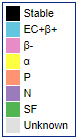 Stable
EC+β+
β-
α
P
N
SF
Unknown